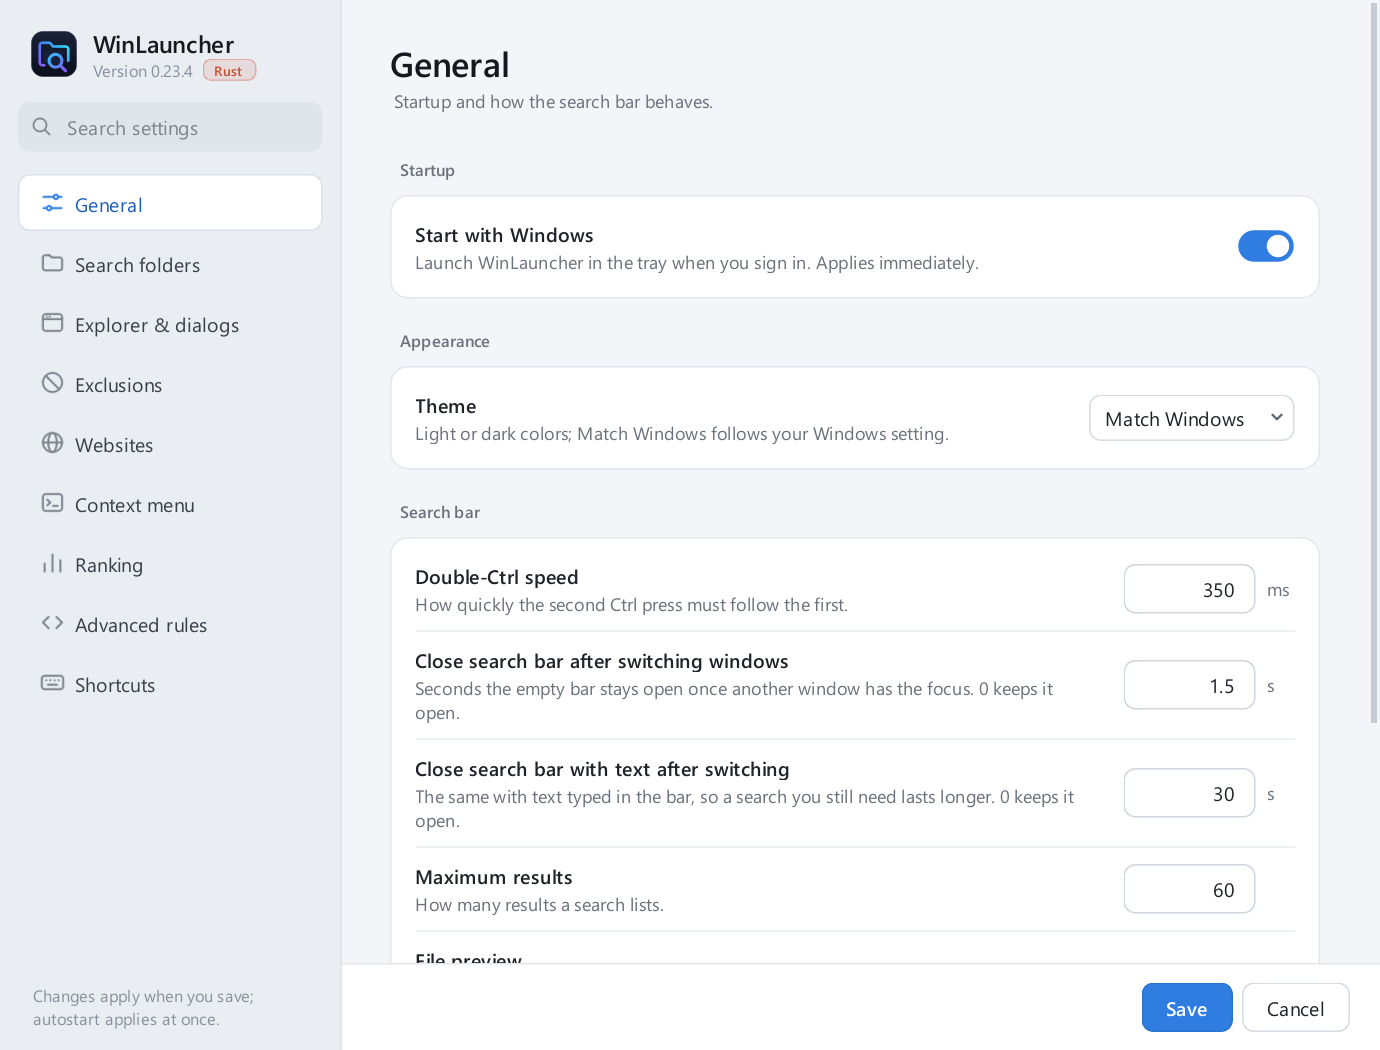 WinLauncher
Version 0.23.4 Rust
Search settings
General
Search folders
Explorer & dialogs
Exclusions
Websites
Context menu
Ranking
Advanced rules
Shortcuts
Changes apply when you save;
autostart applies at once.
General
Startup and how the search bar behaves.
Startup
Start with Windows
Launch WinLauncher in the tray when you sign in. Applies immediately.
Appearance
Theme
Light or dark colors; Match Windows follows your Windows setting.
Match Windows
Search bar
Double-Ctrl speed
How quickly the second Ctrl press must follow the first.
350 ms
Close search bar after switching windows
Seconds the empty bar stays open once another window has the focus. 0 keeps it
open.
1.5 s
Close search bar with text after switching
The same with text typed in the bar, so a search you still need lasts longer. 0 keeps it
open.
30 s
Maximum results
How many results a search lists.
60
File preview
Save
Cancel